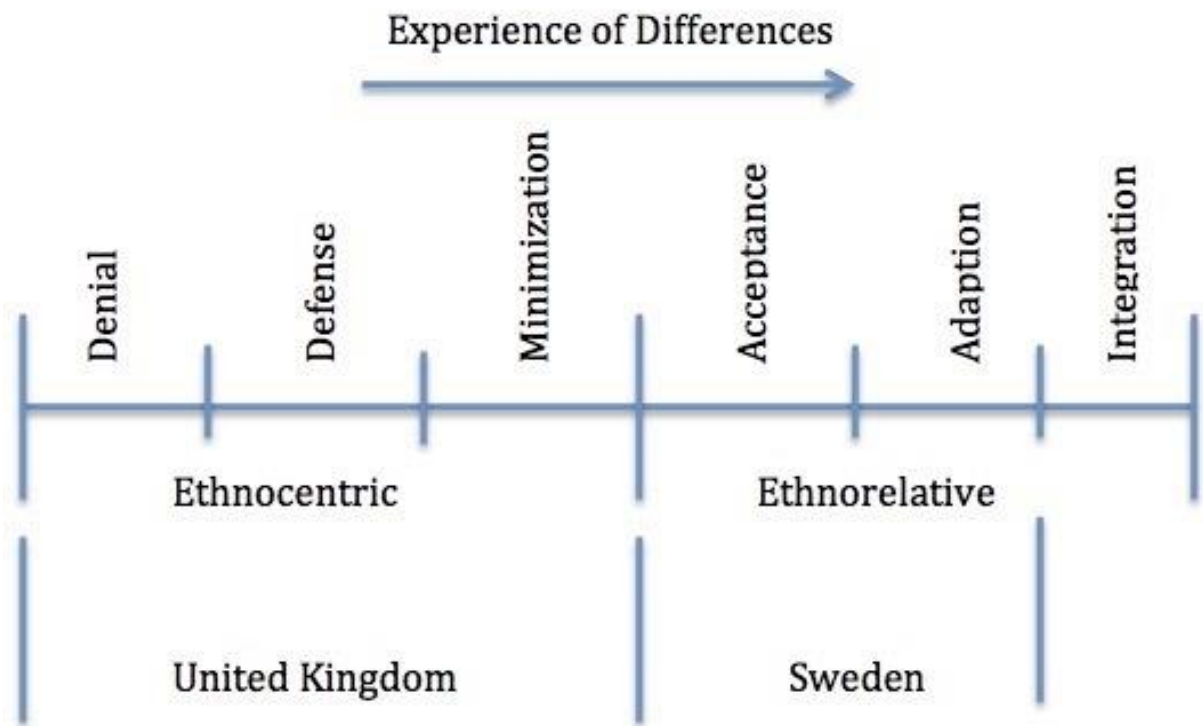 Experience of Differences
Denial
Defense
Minimization
Acceptance
Adaption
Integration
Ethnocentric
Ethnorelative
United Kingdom
Sweden